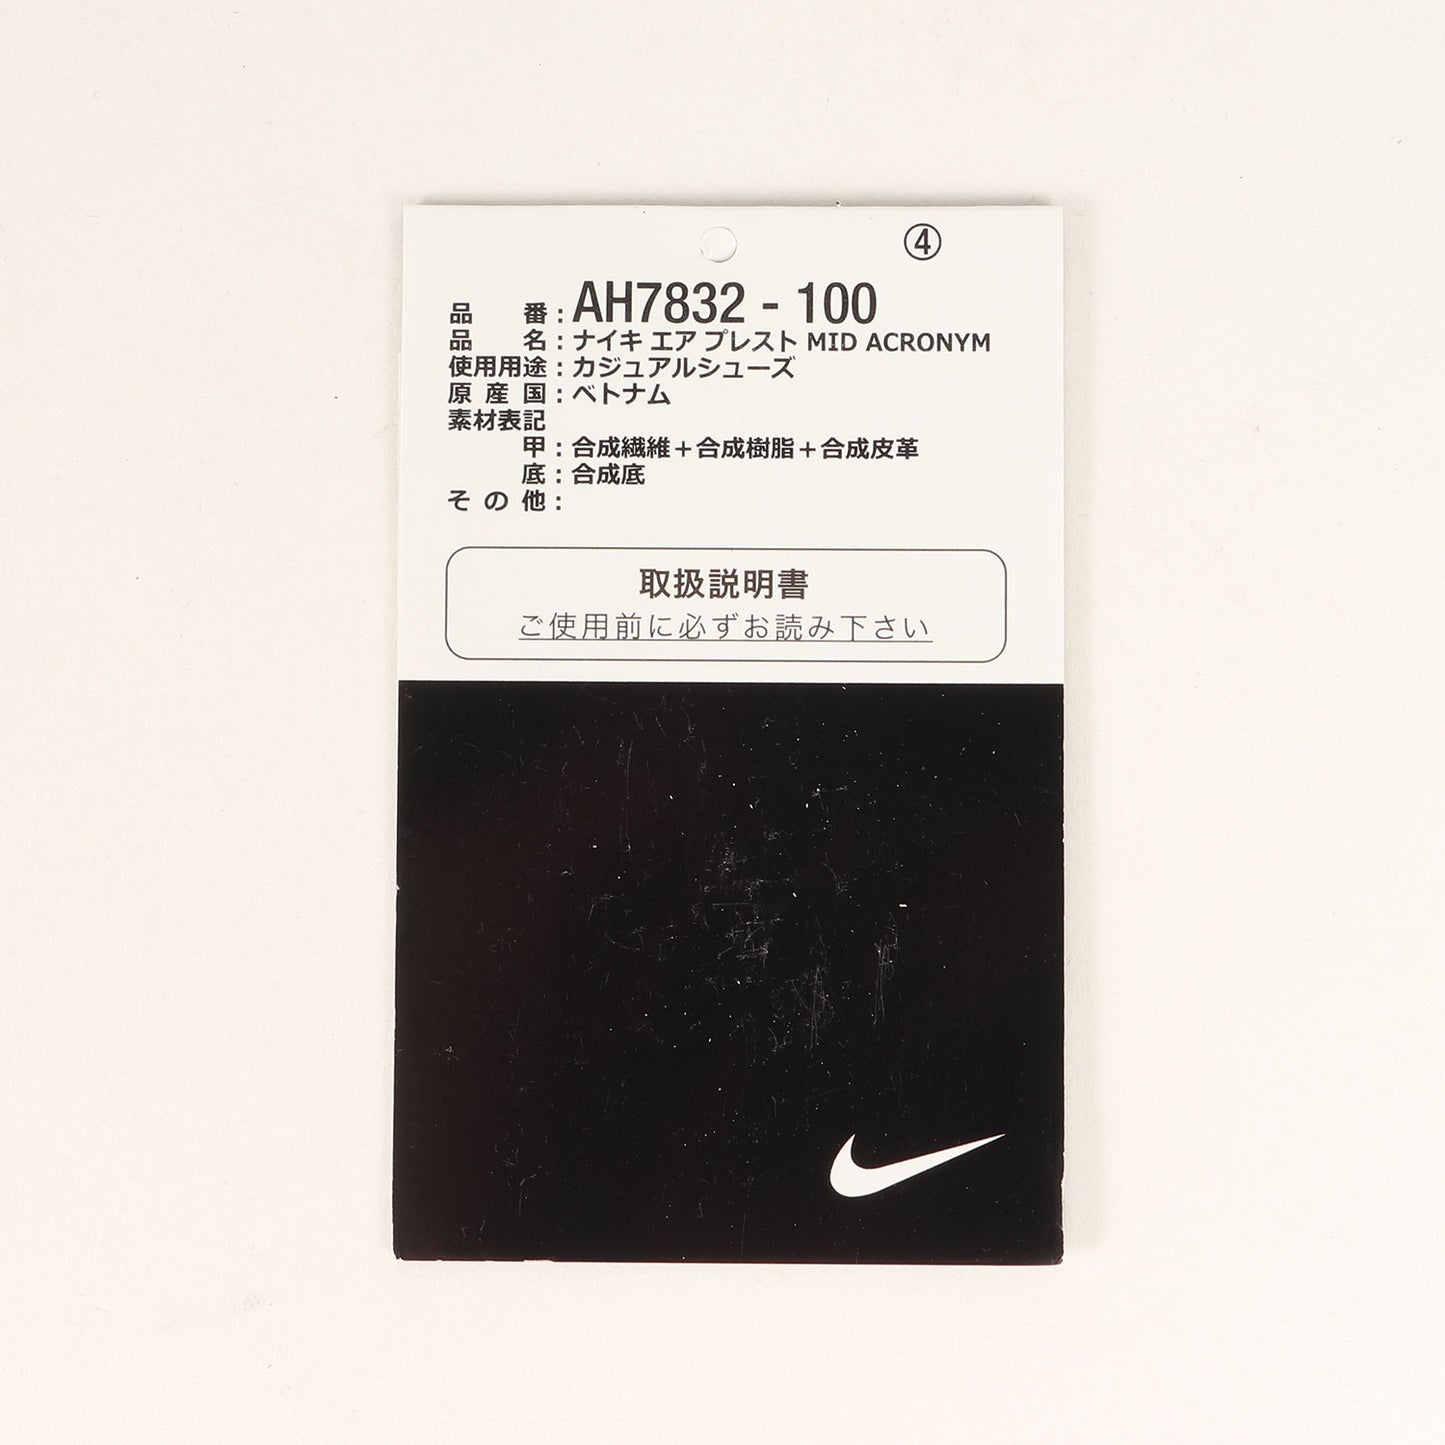 ④
品番:AH7832 - 100
品名:ナイキ エア プレスト MID ACRONYM
使用用途:カジュアルシューズ
原産国:ベトナム
素材表記
甲:合成繊維+合成樹脂+合成皮革
底:合成底
その他:
取扱説明書
ご使用前に必ずお読み下さい